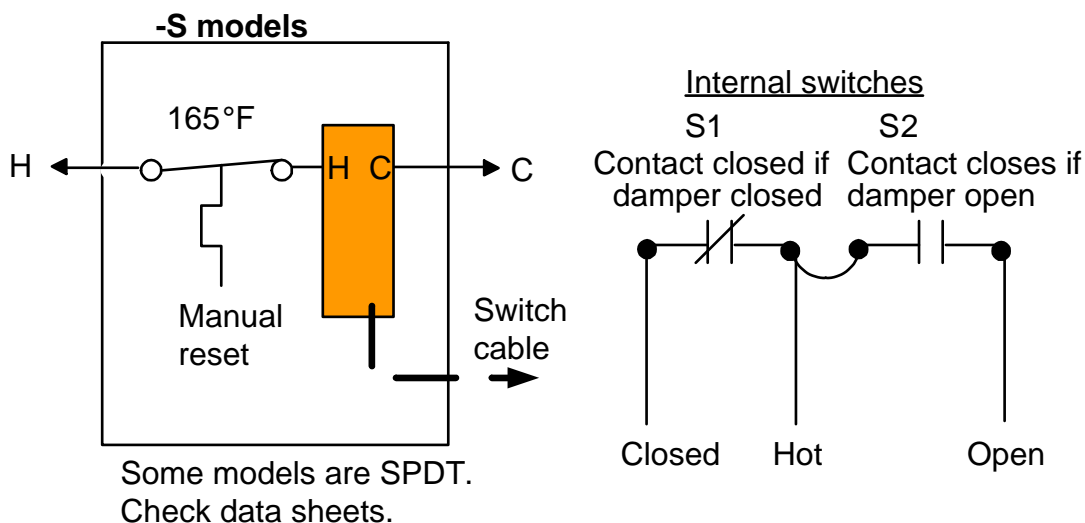 -S models
165°F
H
H C
C
Manual
reset
Switch
cable
Some models are SPDT.
Check data sheets.
Internal switches
S1
Contact closed if
damper closed
S2
Contact closes if
damper open
Closed
Hot
Open